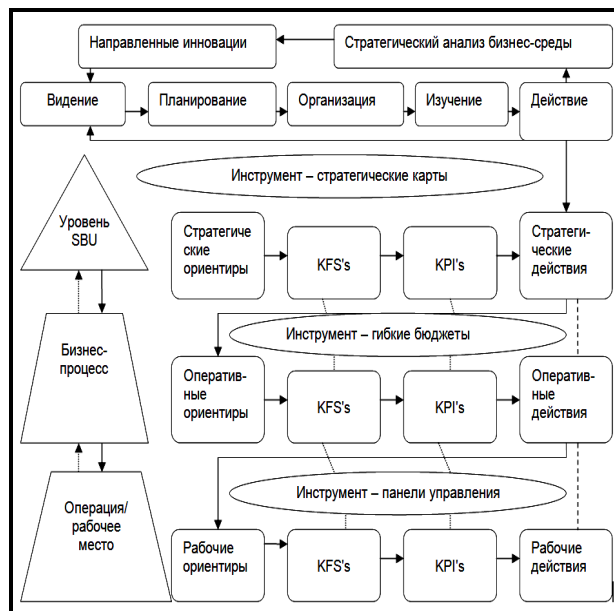 Направленные инновации
Стратегический анализ бизнес-среды
Видение
Планирование
Организация
Изучение
Действие
Инструмент – стратегические карты
Уровень
SBU
Стратегиче
ские
ориентиры
KFS's
KPI's
Страте-
гические
действия
Инструмент – гибкие бюджеты
Бизнес-
процесс
Оператив-
ные
ориентиры
KFS's
KPI's
Оператив-
ные
действия
Инструмент – панели управления
Операция/
рабочее
место
Рабочие
ориентиры
KFS's
KPI's
Рабочие
действия